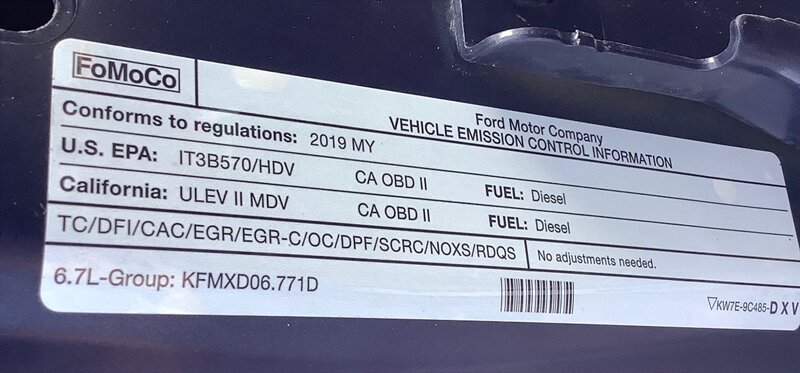 FoMoCo
Ford Motor Company
VEHICLE EMISSION CONTROL INFORMATION
Conforms to regulations: 2019 MY
U.S. EPA: IT3B570/HDV CA OBD II FUEL: Diesel
California: ULEV II MDV CA OBD II FUEL: Diesel
TC/DFI/CAC/EGR/EGR-C/OC/DPF/SCRC/NOXS/RDQS No adjustments needed.
6.7L-Group: KFMXD06.771D
▽KW7E-9C485-DXV